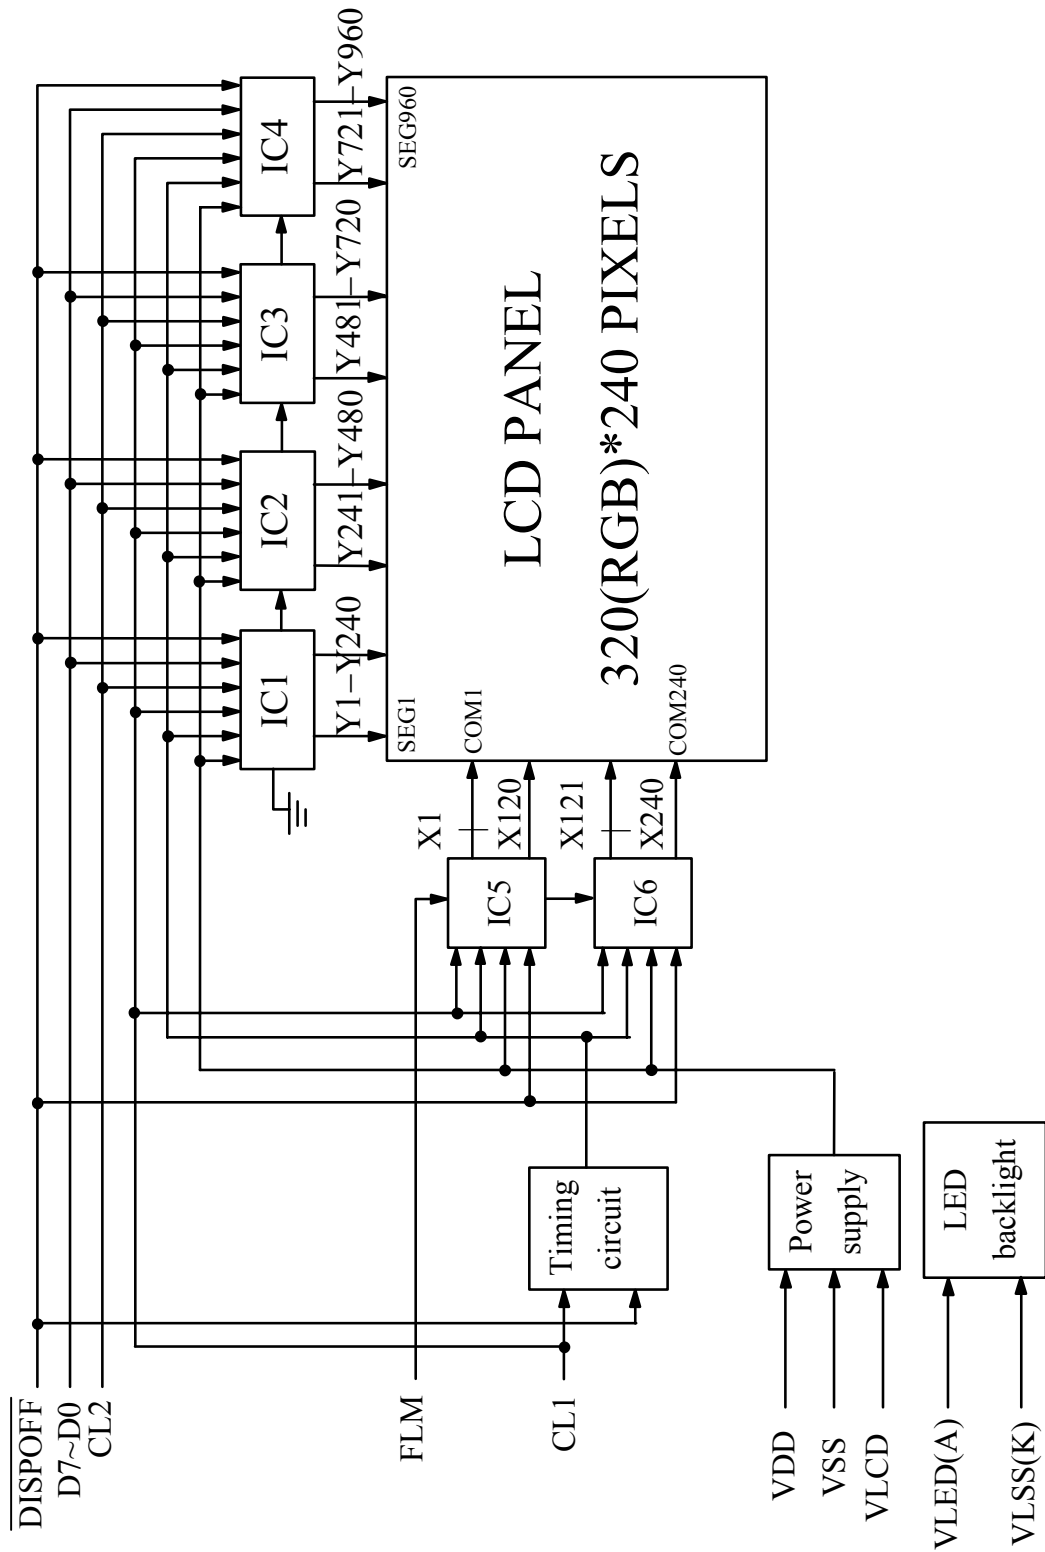 DISPOFF
D7~D0
CL2
FLM
CL1
VDD
VSS
VLCD
VLED(A)
VLSS(K)
Timing
circuit
Power
supply
LED
backlight
IC5
IC6
X1
X120
X121
X240
IC1
IC2
IC3
IC4
Y1-Y240
Y241-Y480
Y481-Y720
Y721-Y960
SEG1
SEG960
COM1
COM240
LCD PANEL
320(RGB)*240 PIXELS